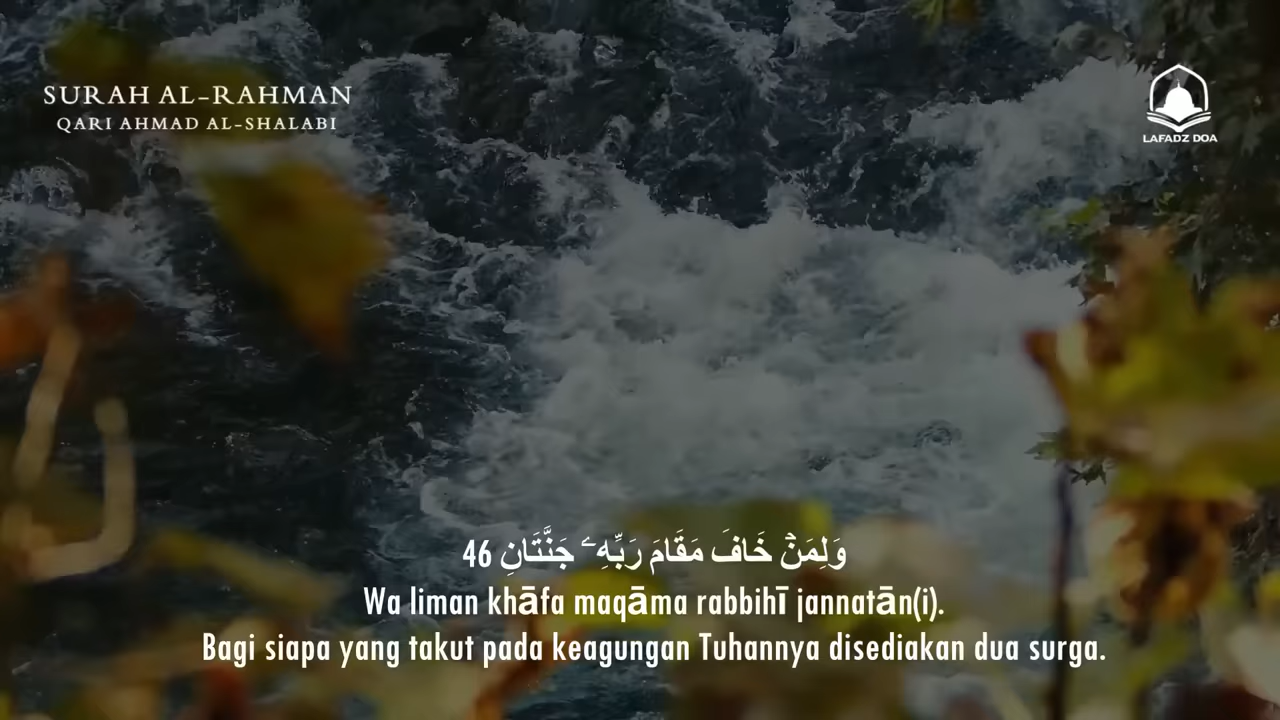 SURAH AL-RAHMAN
QARI AHMAD AL-SHALABI
LAFADZ DOA
وَلِمَنْ خَافَ مَقَامَ رَبِّهٖ جَنَّتَانِ 46
Wa liman khāfa maqāma rabbihī jannatān(i).
Bagi siapa yang takut pada keagungan Tuhannya disediakan dua surga.